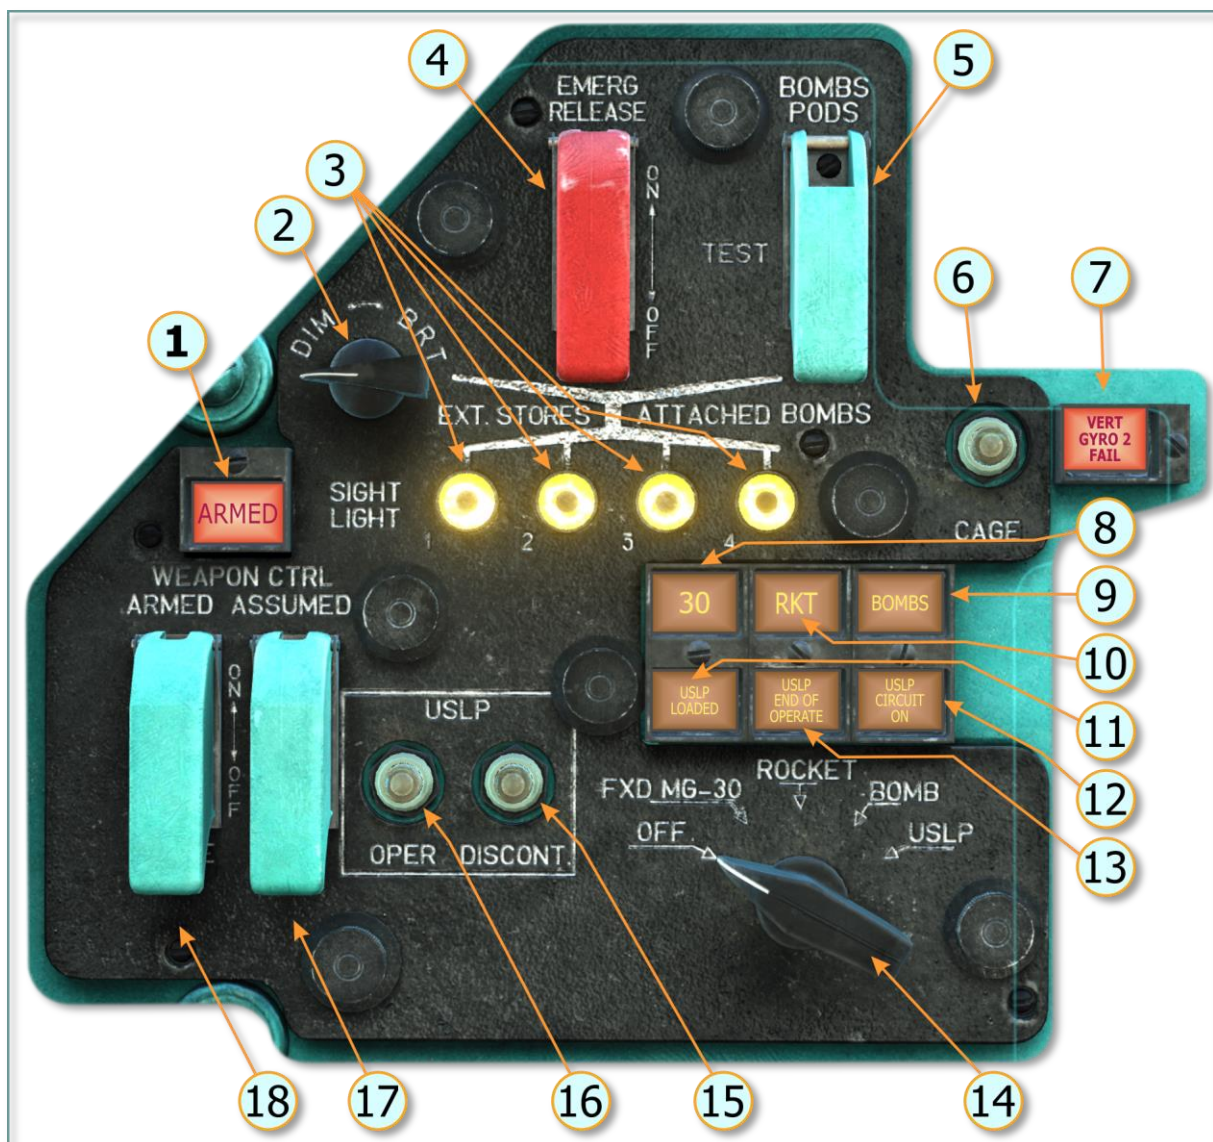 4
EMERG
RELEASE
BOMBS
PODS
5
3
ON
OFF
TEST
2
6
7
1
DIM
BRT
EXT. STORES
ATTACHED BOMBS
VERT
GYRO 2
FAIL
ARMED
SIGHT
LIGHT
1
2
3
4
CAGE
8
WEAPON CTRL
ARMED ASSUMED
30
RKT
BOMBS
9
10
ON
OFF
USLP
LOADED
USLP
END OF
OPERATE
USLP
CIRCUIT
ON
11
USLP
12
FXD MG-30
ROCKET
BOMB
OFF
USLP
OPER
DISCONT.
13
18
17
16
15
14